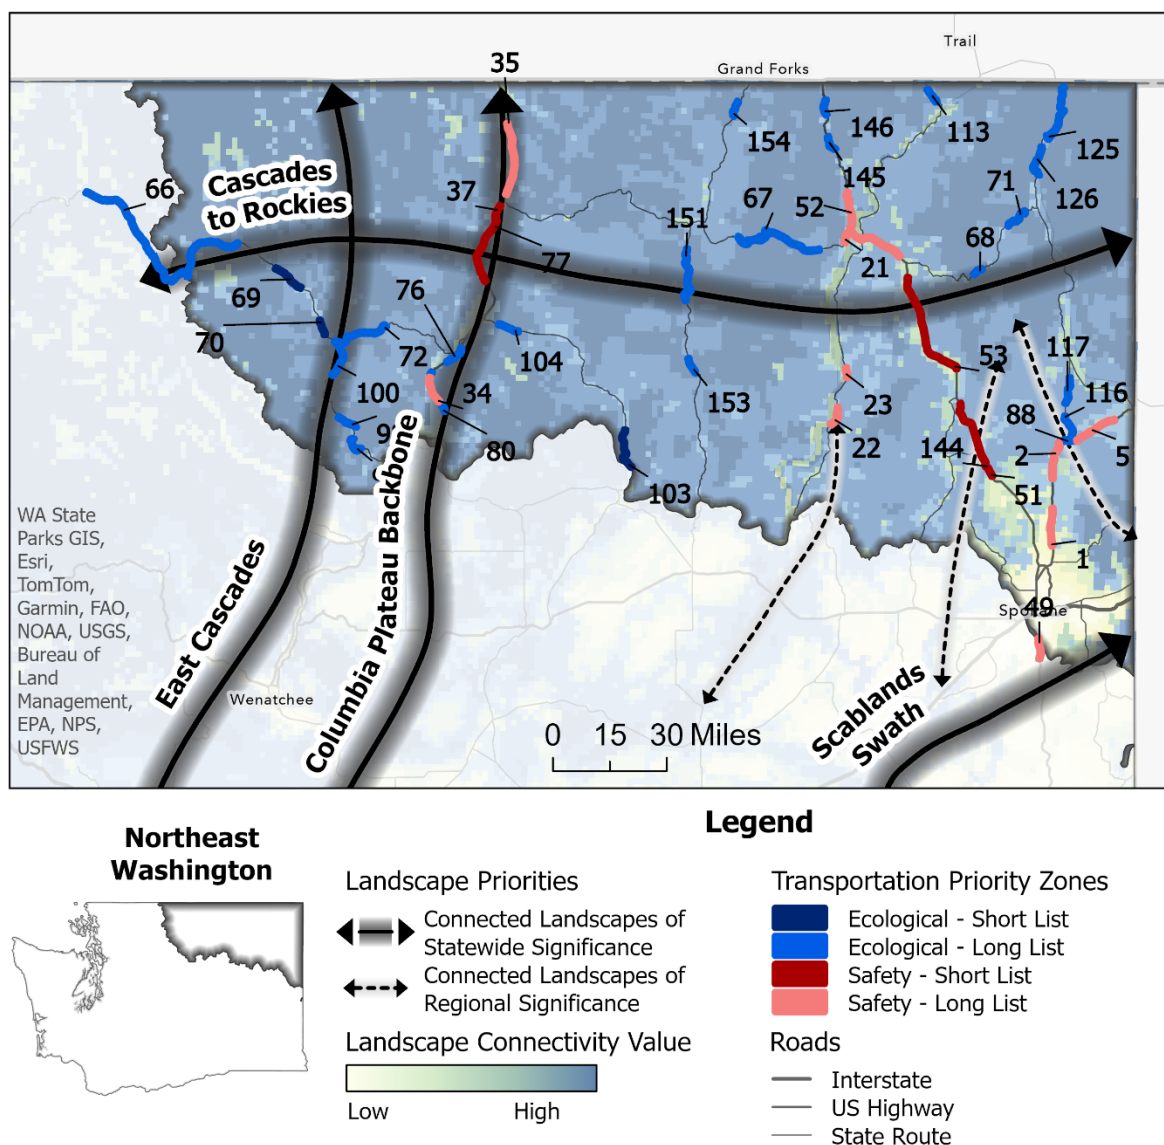 Trail
35
Grand Forks
154
146
113
125
66
Cascades
to Rockies
37
145
71
126
67
52
151
68
77
21
69
76
70
72
104
117
53
100
34
153
23
116
88
9
80
22
144
2
5
103
51
1
WA State
Parks GIS,
Esri,
TomTom,
Garmin, FAO,
NOAA, USGS,
Bureau of
Land
Management,
EPA, NPS,
USFWS
East Cascades
Columbia Plateau Backbone
49
Spokane
Wenatchee
Scablands
Swath
0 15 30 Miles
Legend
Northeast
Washington
Landscape Priorities
Connected Landscapes of
Statewide Significance
Connected Landscapes of
Regional Significance
Landscape Connectivity Value
Low High
Transportation Priority Zones
Ecological - Short List
Ecological - Long List
Safety - Short List
Safety - Long List
Roads
Interstate
US Highway
State Route